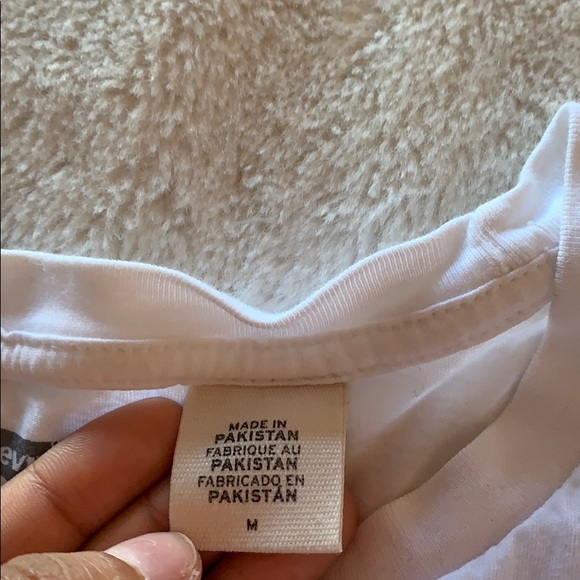 MADE IN
PAKISTAN
FABRIQUE AU
PAKISTAN
FABRICADO EN
PAKISTÁN
M